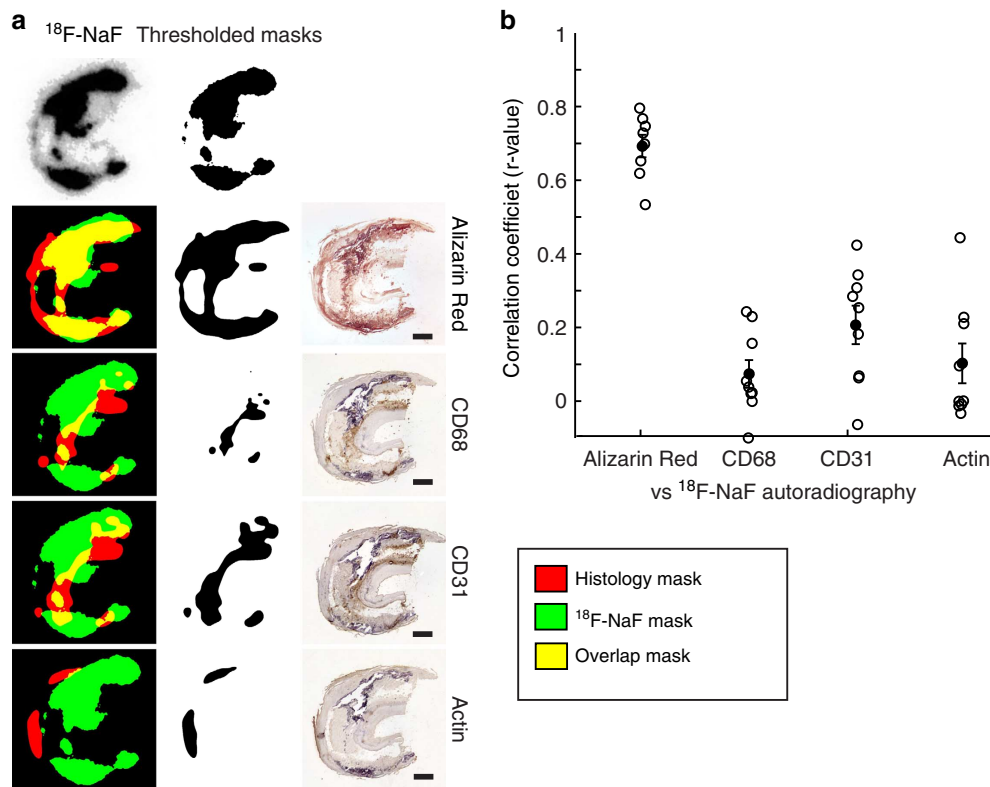 a
¹⁸F-NaF Thresholded masks
Alizarin Red
CD68
CD31
Actin
b
Correlation coefficiet (r-value)
1
0.8
0.6
0.4
0.2
0
Alizarin Red CD68 CD31 Actin
vs ¹⁸F-NaF autoradiography
Histology mask
¹⁸F-NaF mask
Overlap mask